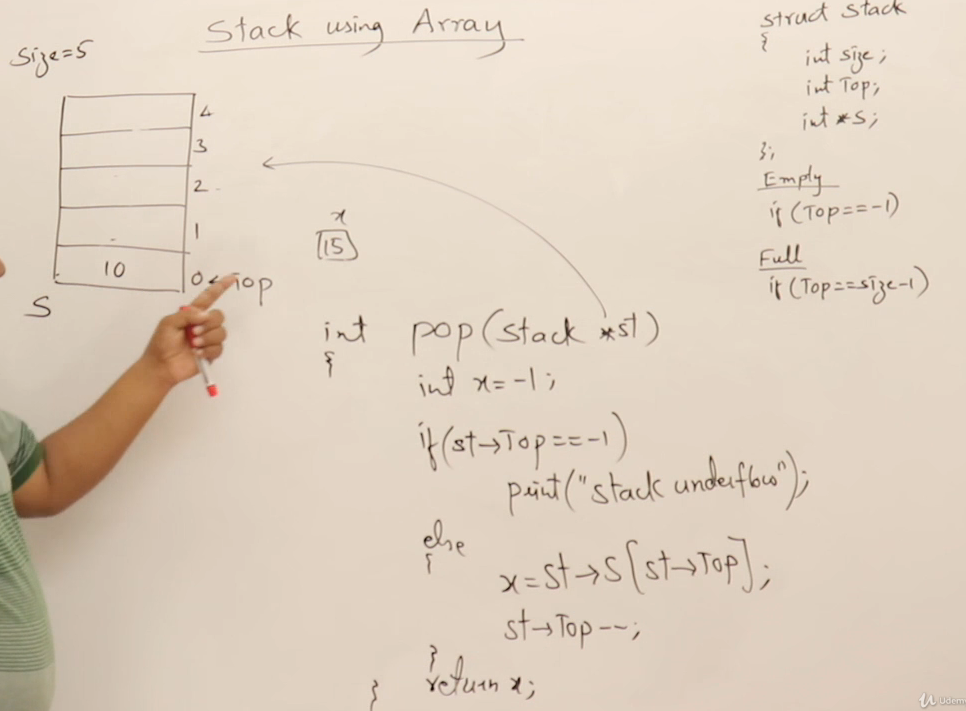 Stack using Array
Size=5
4
3
2
1
10
0 ← Top
S
x
15
int pop(Stack *st)
{
int x=-1;
if(st→Top==-1)
print("Stack underflow");
else
{
x=st→S[st→Top];
st→Top--;
}
return x;
}
struct Stack
{
int size;
int Top;
int *S;
};
Empty
if(Top==-1)
Full
if(Top==size-1)
Udemy